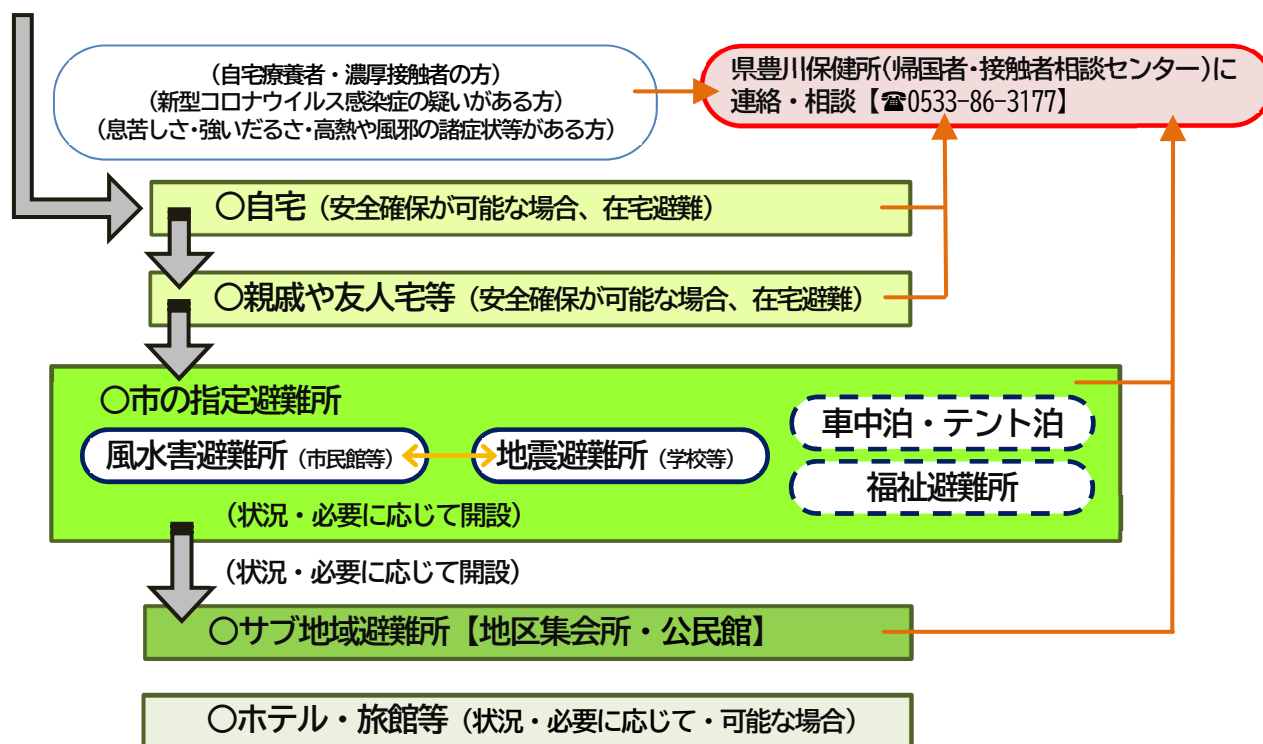 (自宅療養者・濃厚接触者の方)
(新型コロナウイルス感染症の疑いがある方)
(息苦しさ・強いだるさ・高熱や風邪の諸症状等がある方)
県豊川保健所(帰国者・接触者相談センター)に
連絡・相談【☎0533-86-3177】
〇自宅(安全確保が可能な場合、在宅避難)
〇親戚や友人宅等(安全確保が可能な場合、在宅避難)
〇市の指定避難所
風水害避難所(市民館等)
地震避難所(学校等)
車中泊・テント泊
福祉避難所
(状況・必要に応じて開設)
(状況・必要に応じて開設)
〇サブ地域避難所【地区集会所・公民館】
〇ホテル・旅館等(状況・必要に応じて・可能な場合)